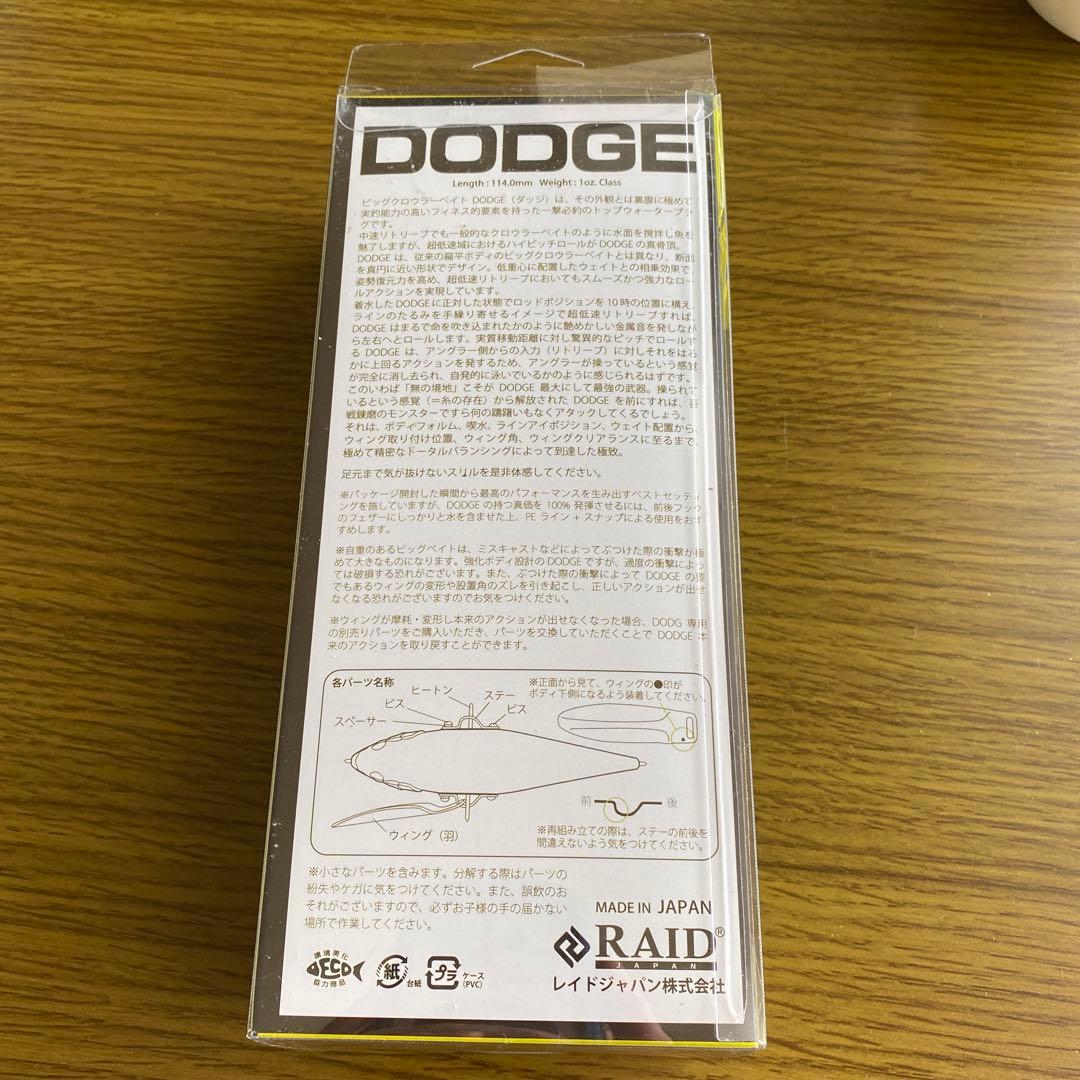 DODGE
Length : 114.0mm Weight : 1oz. Class
ビッグクロウラーベイト DODGE（ダッジ）は、その外観とは裏腹に極めて
実釣能力の高いフィネス的要素を持った一撃必釣のトップウォータープラ
グです。
中速リトリーブでも一般的なクロウラーベイトのように水面を撹拌し魚を
魅了しますが、超低速域におけるハイピッチロールが DODGE の真骨頂。
DODGE は、従来の扁平ボディのビッグクロウラーベイトとは異なり、断面
を真円に近い形状でデザイン。低重心に配置したウェイトとの相乗効果で、
姿勢復元力を高め、超低速リトリーブにおいてもスムーズかつ強力なロー
ルアクションを実現しています。
着水した DODGE に正対した状態でロッドポジションを 10 時の位置に構え、
ラインのたるみを手繰り寄せるイメージで超低速リトリーブすれば、
DODGE はまるで命を吹き込まれたかのように艶めかしい金属音を発しなが
ら左右へとロールします。実質移動距離に対し驚異的なピッチでロールす
る DODGE は、アングラー側からの入力（リトリーブ）に対しそれをはる
かに上回るアクションを発するため、アングラーが操っているという感覚
が完全に消し去られ、自発的に泳いでいるかのように感じられるはずです。
このいわば「無の境地」こそが DODGE 最大にして最強の武器。操られて
いるという感覚（＝糸の存在）から解放された DODGE を前にすれば、百
戦錬磨のモンスターですら何の躊躇いもなくアタックしてくるでしょう。
それは、ボディフォルム、喫水、ラインアイポジション、ウェイト配置から、
ウィング取り付け位置、ウィング角、ウィングクリアランスに至るまで、
極めて精密なトータルバランシングによって到達した極致。
足元まで気が抜けないスリルを是非体感してください。
※パッケージ開封した瞬間から最高のパフォーマンスを生み出すベストセッティ
ングを施していますが、DODGE の持つ真価を 100% 発揮させるには、前後フック
のフェザーにしっかりと水を含ませた上、PE ライン + スナップによる使用をおす
すめします。
※自重のあるビッグベイトは、ミスキャストなどによってぶつけた際の衝撃が極
めて大きなものになります。強化ボディ設計の DODGE ですが、過度の衝撃によっ
ては破損する恐れがございます。また、ぶつけた際の衝撃によって DODGE の要
でもあるウィングの変形や設置角のズレを引き起こし、正しいアクションが出せ
なくなる恐れがございますのでお気をつけください。
※ウィングが摩耗・変形し本来のアクションが出せなくなった場合、DODG 専用
の別売りパーツをご購入いただき、パーツを交換していただくことで DODGE 本
来のアクションを取り戻すことができます。
各パーツ名称
ヒートン
ステー
ビス
ビス
スペーサー
※正面から見て、ウィングの●印が
ボディ下側になるよう装着してください。
ウィング（羽）
前
後
※再組み立ての際は、ステーの前後を
間違えないよう気をつけてください。
※小さなパーツを含みます。分解する際はパーツの
紛失やケガに気をつけてください。また、誤飲のお
それがございますので、必ずお子様の手の届かない
場所で作業してください。
MADE IN JAPAN
RAID®
JAPAN
レイドジャパン株式会社
環境美化
ECO
協力商品
紙
台紙
プラ
ケース
(PVC)